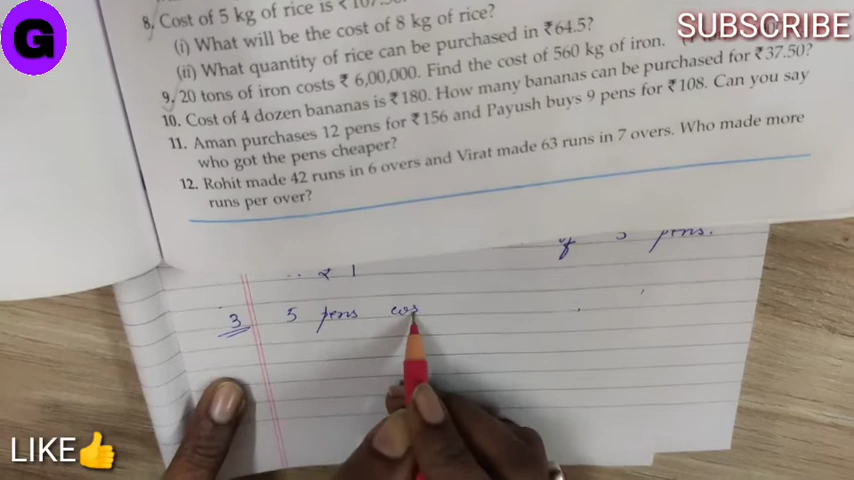 G
SUBSCRIBE
8. Cost of 5 kg of rice is ₹107.50
(i) What will be the cost of 8 kg of rice?
(ii) What quantity of rice can be purchased in ₹64.5?
9. 20 tons of iron costs ₹ 6,00,000. Find the cost of 560 kg of iron.
10. Cost of 4 dozen bananas is ₹180. How many bananas can be purchased for ₹37.50?
11. Aman purchases 12 pens for ₹156 and Payush buys 9 pens for ₹108. Can you say
who got the pens cheaper?
12. Rohit made 42 runs in 6 overs and Virat made 63 runs in 7 overs. Who made more
runs per over?
of 5 pens.
₹ 1
3 5 pens cos
LIKE